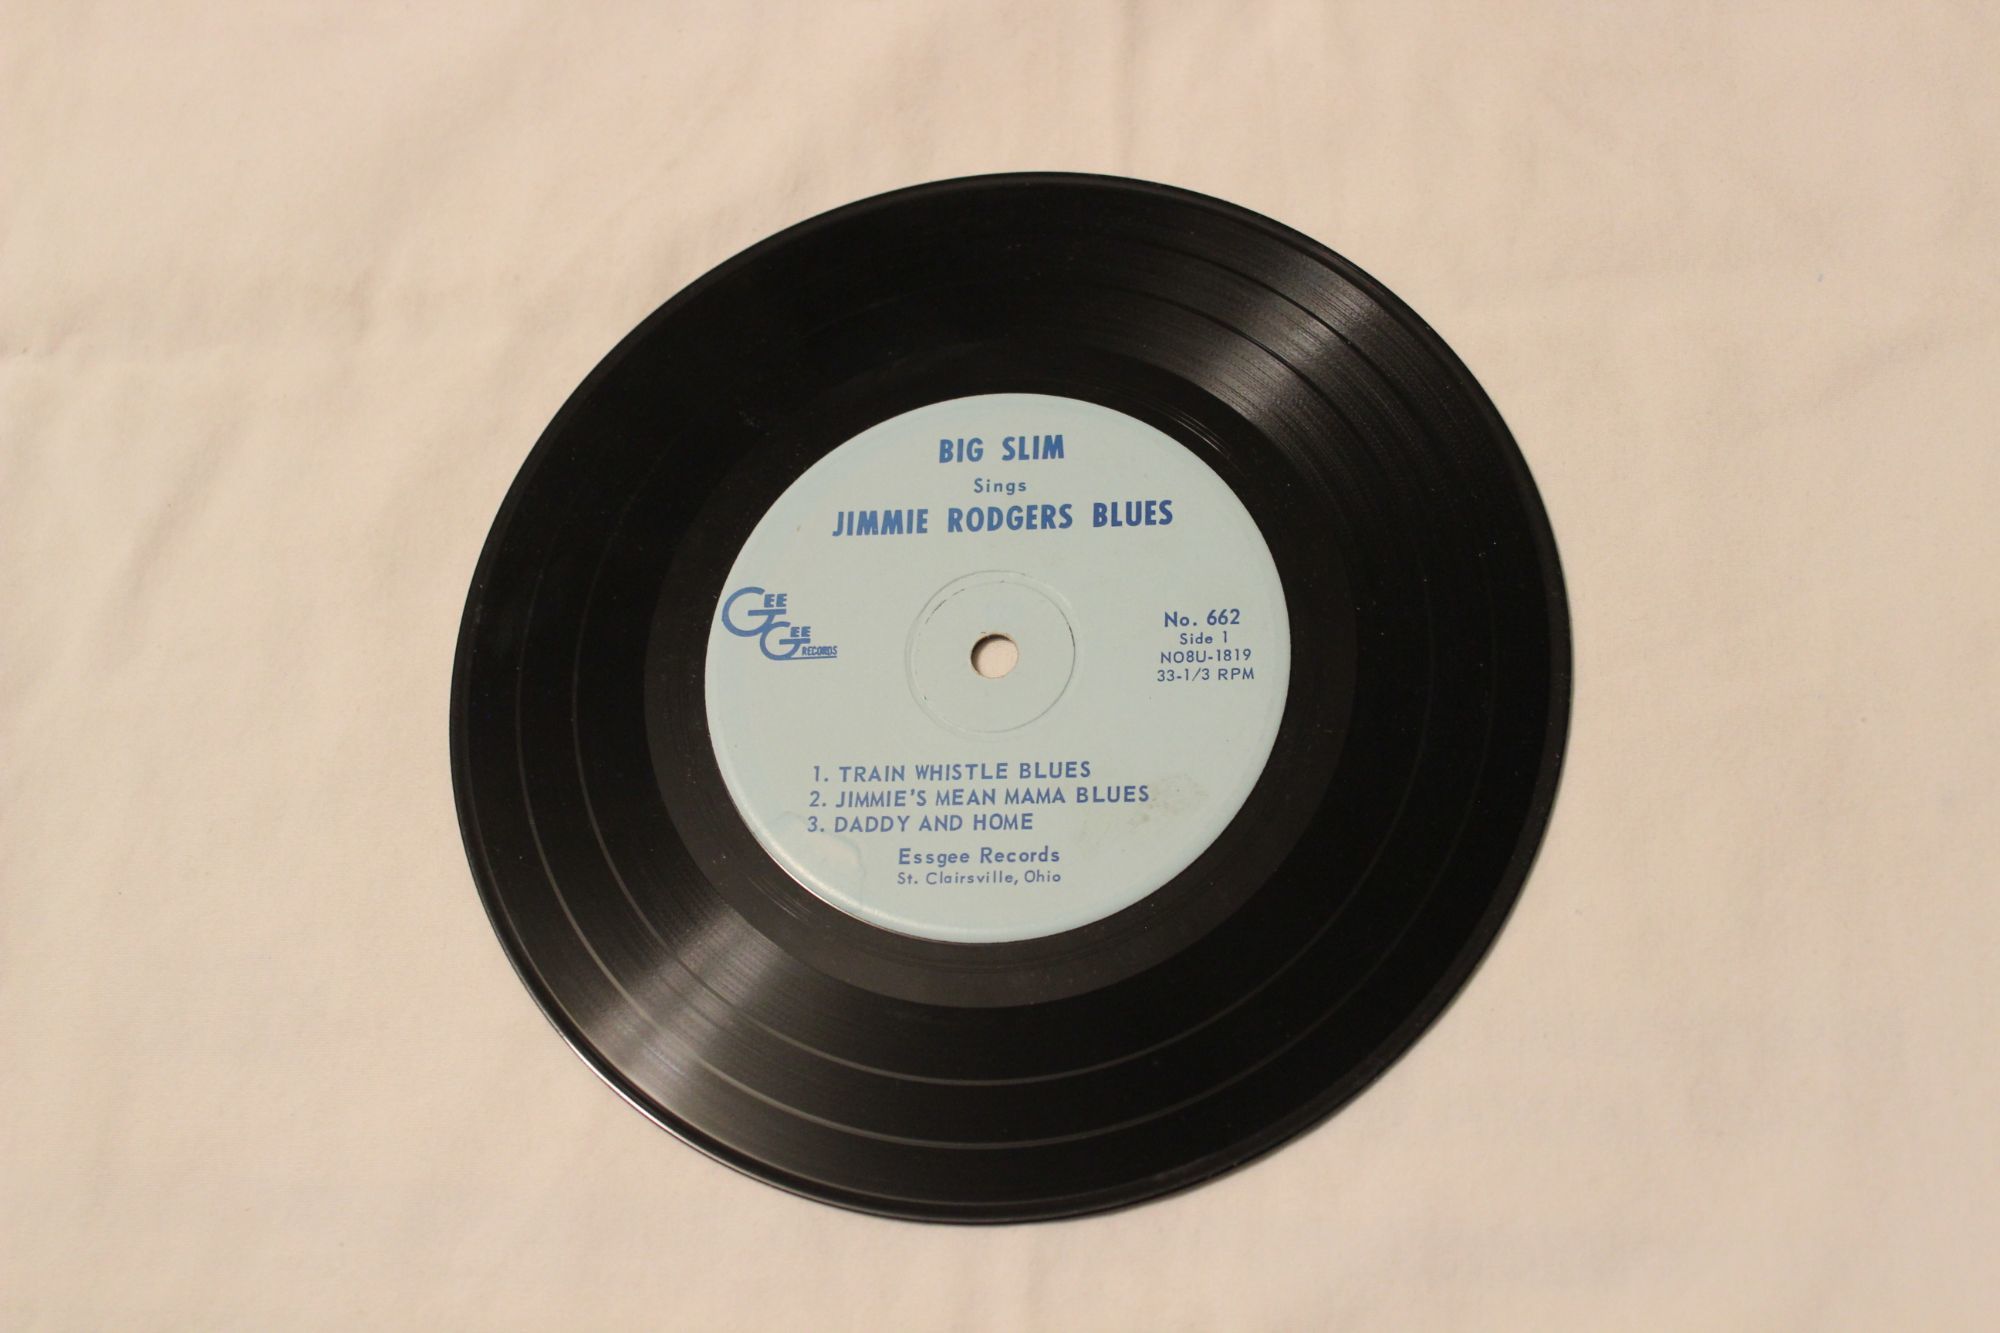 BIG SLIM
Sings
JIMMIE RODGERS BLUES
GEE
GEE
RECORDS
No. 662
Side 1
NO8U-1819
33-1/3 RPM
1. TRAIN WHISTLE BLUES
2. JIMMIE'S MEAN MAMA BLUES
3. DADDY AND HOME
Essgee Records
St. Clairsville, Ohio